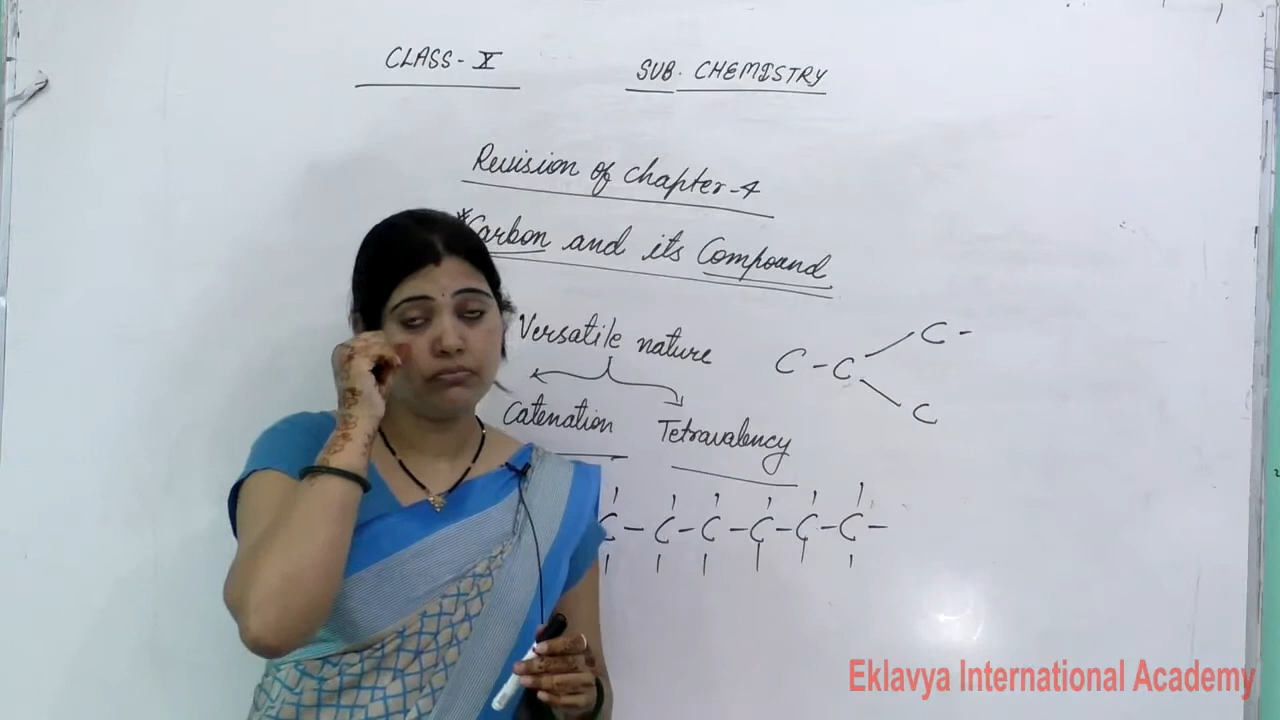 CLASS - X SUB. CHEMISTRY
Revision of Chapter-4
*Carbon and its Compound
Versatile nature
Catenation Tetravalency
C - C
C -
C
C - C - C - C - C - C -
Eklavya International Academy